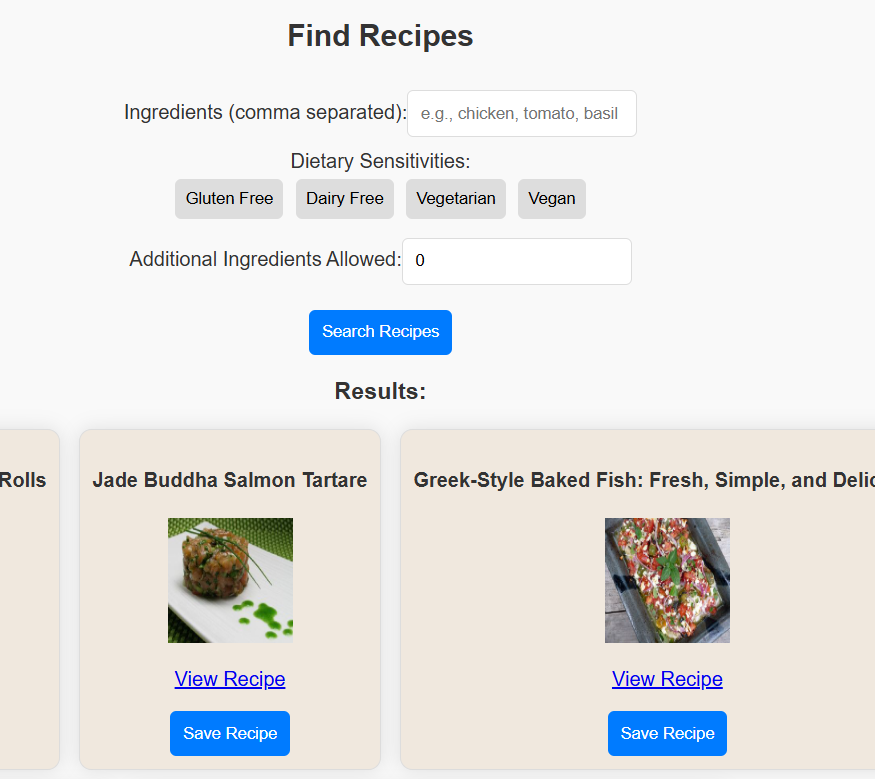 Find Recipes
Ingredients (comma separated): e.g., chicken, tomato, basil
Dietary Sensitivities:
Gluten Free Dairy Free Vegetarian Vegan
Additional Ingredients Allowed: 0
Search Recipes
Results:
Rolls
Jade Buddha Salmon Tartare
Greek-Style Baked Fish: Fresh, Simple, and Delic
View Recipe View Recipe
Save Recipe Save Recipe